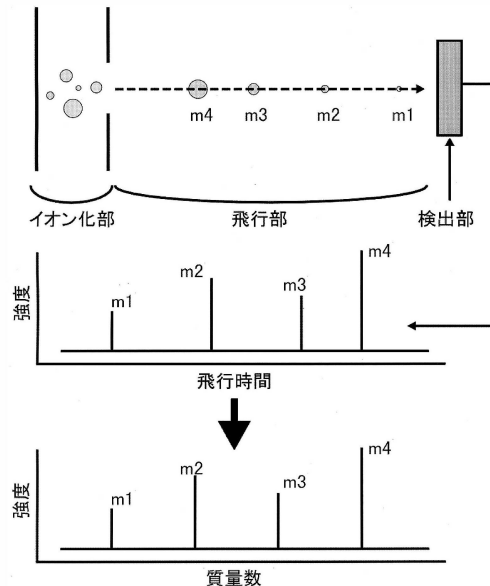 m4 m3 m2 m1
イオン化部 飛行部 検出部
強度
m1 m2 m3 m4
飛行時間
強度
m1 m2 m3 m4
質量数